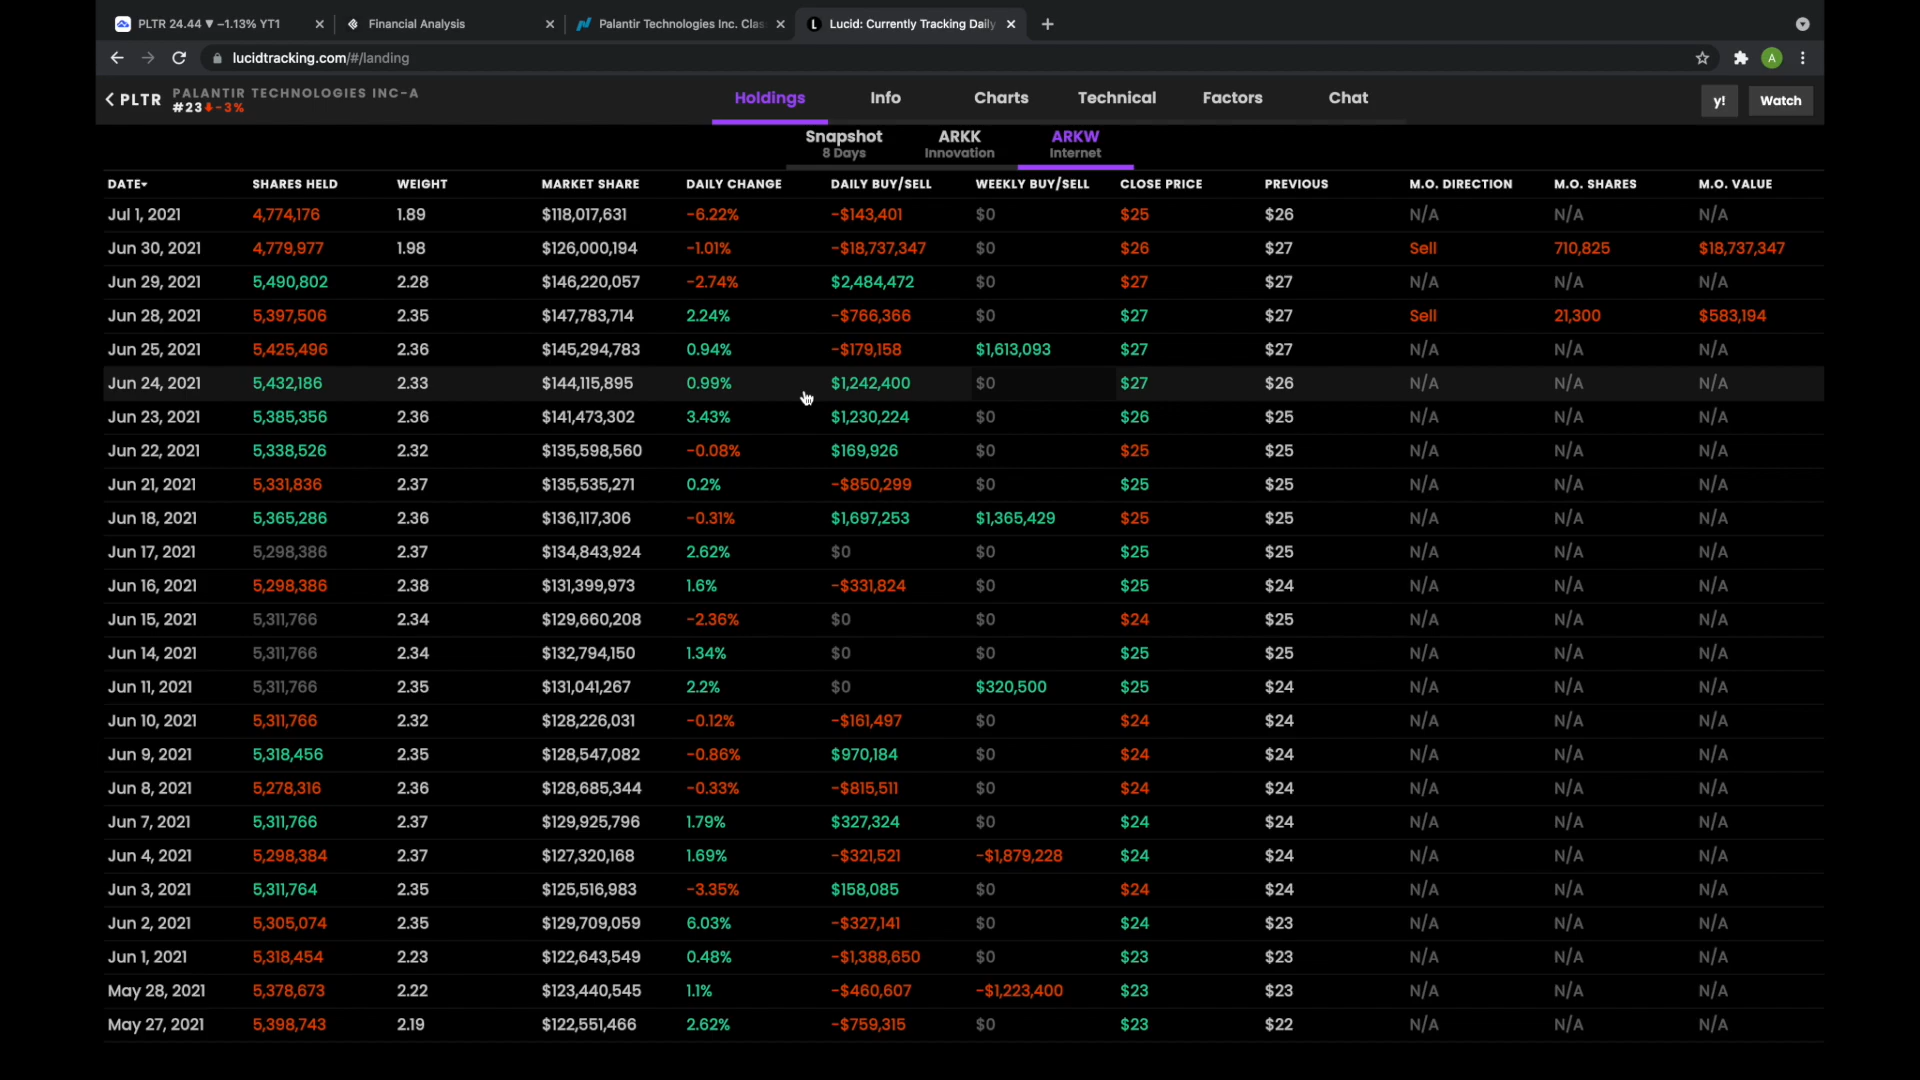 PLTR 24.44 ▼ −1.13% YT1
Financial Analysis
Palantir Technologies Inc. Clas
Lucid: Currently Tracking Daily
lucidtracking.com/#/landing
A
PLTR PALANTIR TECHNOLOGIES INC-A
#23 -3%
Holdings Info Charts Technical Factors Chat y! Watch
Snapshot ARKK ARKW
8 Days Innovation Internet
DATE SHARES HELD WEIGHT MARKET SHARE DAILY CHANGE DAILY BUY/SELL WEEKLY BUY/SELL CLOSE PRICE PREVIOUS M.O. DIRECTION M.O. SHARES M.O. VALUE
Jul 1, 2021 4,774,176 1.89 $118,017,631 -6.22% -$143,401 $0 $25 $26 N/A N/A N/A
Jun 30, 2021 4,779,977 1.98 $126,000,194 -1.01% -$18,737,347 $0 $26 $27 Sell 710,825 $18,737,347
Jun 29, 2021 5,490,802 2.28 $146,220,057 -2.74% $2,484,472 $0 $27 $27 N/A N/A N/A
Jun 28, 2021 5,397,506 2.35 $147,783,714 2.24% -$766,366 $0 $27 $27 Sell 21,300 $583,194
Jun 25, 2021 5,425,496 2.36 $145,294,783 0.94% -$179,158 $1,613,093 $27 $27 N/A N/A N/A
Jun 24, 2021 5,432,186 2.33 $144,115,895 0.99% $1,242,400 $0 $27 $26 N/A N/A N/A
Jun 23, 2021 5,385,356 2.36 $141,473,302 3.43% $1,230,224 $0 $26 $25 N/A N/A N/A
Jun 22, 2021 5,338,526 2.32 $135,598,560 -0.08% $169,926 $0 $25 $25 N/A N/A N/A
Jun 21, 2021 5,331,836 2.37 $135,535,271 0.2% -$850,299 $0 $25 $25 N/A N/A N/A
Jun 18, 2021 5,365,286 2.36 $136,117,306 -0.31% $1,697,253 $1,365,429 $25 $25 N/A N/A N/A
Jun 17, 2021 5,298,386 2.37 $134,843,924 2.62% $0 $0 $25 $25 N/A N/A N/A
Jun 16, 2021 5,298,386 2.38 $131,399,973 1.6% -$331,824 $0 $25 $24 N/A N/A N/A
Jun 15, 2021 5,311,766 2.34 $129,660,208 -2.36% $0 $0 $24 $25 N/A N/A N/A
Jun 14, 2021 5,311,766 2.34 $132,794,150 1.34% $0 $0 $25 $25 N/A N/A N/A
Jun 11, 2021 5,311,766 2.35 $131,041,267 2.2% $0 $320,500 $25 $24 N/A N/A N/A
Jun 10, 2021 5,311,766 2.32 $128,226,031 -0.12% -$161,497 $0 $24 $24 N/A N/A N/A
Jun 9, 2021 5,318,456 2.35 $128,547,082 -0.86% $970,184 $0 $24 $24 N/A N/A N/A
Jun 8, 2021 5,278,316 2.36 $128,685,344 -0.33% -$815,511 $0 $24 $24 N/A N/A N/A
Jun 7, 2021 5,311,766 2.37 $129,925,796 1.79% $327,324 $0 $24 $24 N/A N/A N/A
Jun 4, 2021 5,298,384 2.37 $127,320,168 1.69% -$321,521 -$1,879,228 $24 $24 N/A N/A N/A
Jun 3, 2021 5,311,764 2.35 $125,516,983 -3.35% $158,085 $0 $24 $24 N/A N/A N/A
Jun 2, 2021 5,305,074 2.35 $129,709,059 6.03% -$327,141 $0 $24 $23 N/A N/A N/A
Jun 1, 2021 5,318,454 2.23 $122,643,549 0.48% -$1,388,650 $0 $23 $23 N/A N/A N/A
May 28, 2021 5,378,673 2.22 $123,440,545 1.1% -$460,607 -$1,223,400 $23 $23 N/A N/A N/A
May 27, 2021 5,398,743 2.19 $122,551,466 2.62% -$759,315 $0 $23 $22 N/A N/A N/A